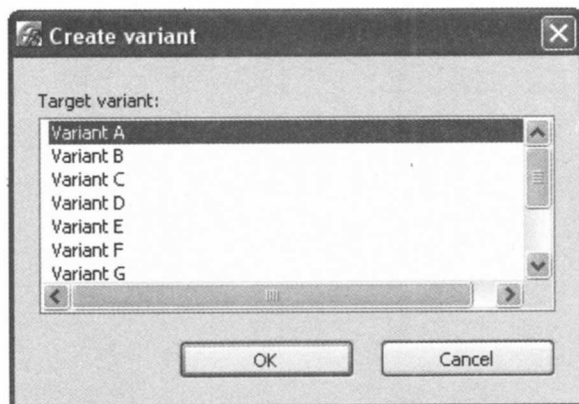 Create variant
Target variant:
Variant A
Variant B
Variant C
Variant D
Variant E
Variant F
Variant G
OK
Cancel